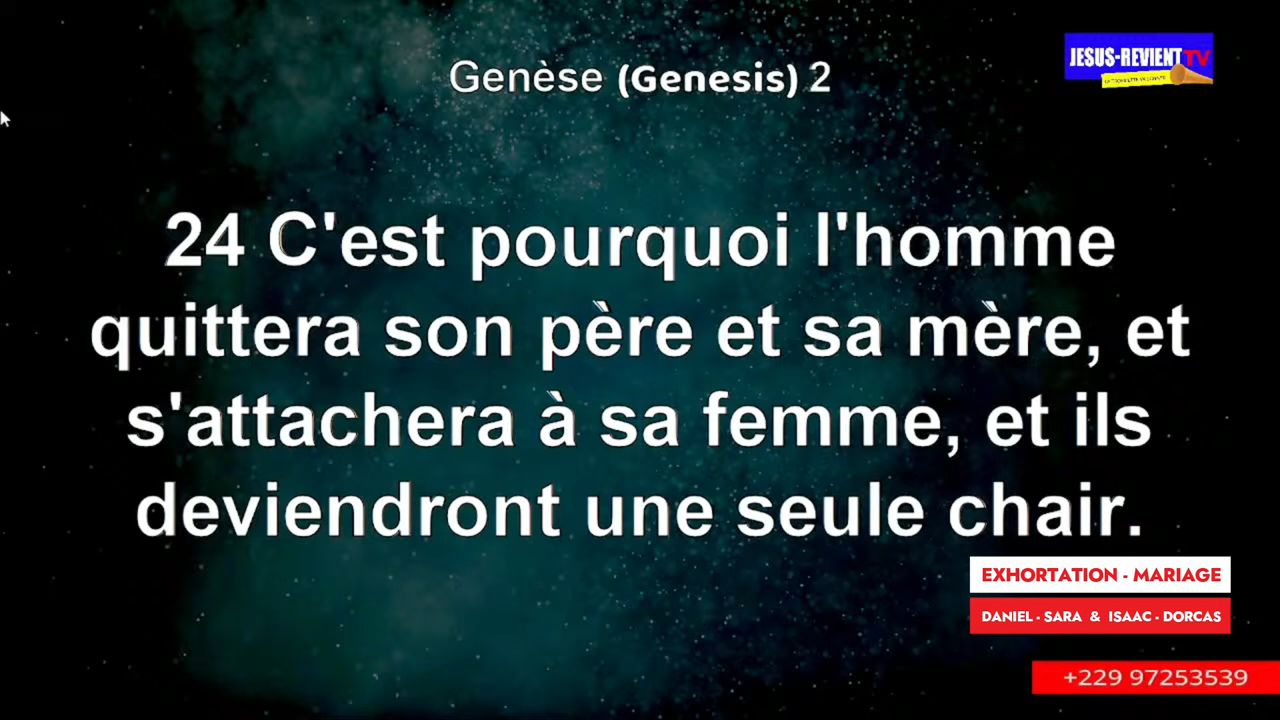 Genèse (Genesis) 2
JESUS-REVIENT TV
24 C'est pourquoi l'homme
quittera son père et sa mère, et
s'attachera à sa femme, et ils
deviendront une seule chair.
EXHORTATION - MARIAGE
DANIEL - SARA & ISAAC - DORCAS
+229 97253539